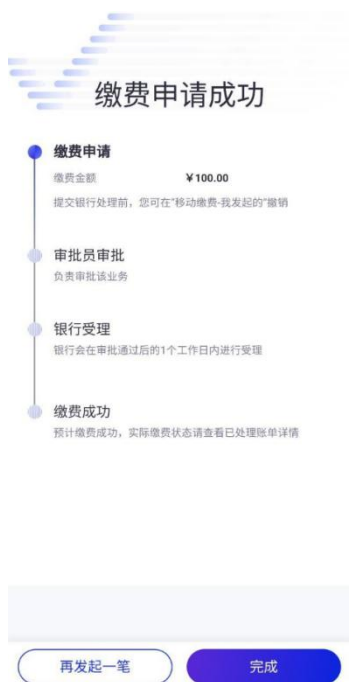 缴费申请成功
缴费申请
缴费金额 ¥100.00
提交银行处理前，您可在“移动缴费-我发起的”撤销
审批员审批
负责审批该业务
银行受理
银行会在审批通过后的1个工作日内进行受理
缴费成功
预计缴费成功，实际缴费状态请查看已处理账单详情
再发起一笔 完成